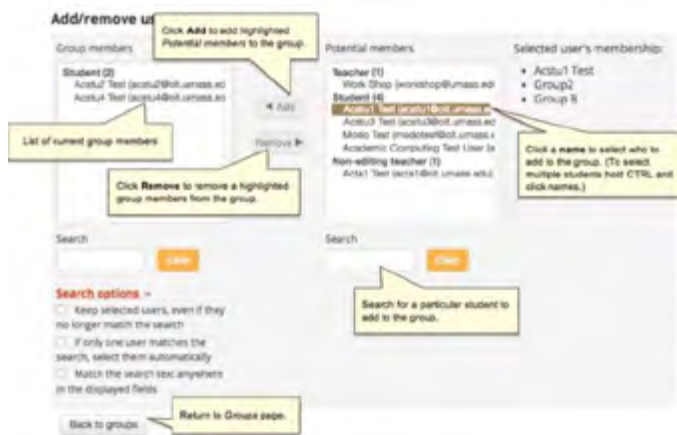 Add/remove us
Click Add to add highlighted
Potential members to the group.
Group members
Student (2)
Acstu2 Test (acstu2@oit.umass.ed
Acstu4 Test (acstu4@oit.umass.ed
List of current group members
◄ Add
Remove ►
Click Remove to remove a highlighted
group members from the group.
Potential members
Teacher (1)
Work Shop (workshop@umass.ed
Student (4)
Acstu1 Test (acstu1@oit.umass.e
Acstu3 Test (acstu3@oit.umass.ed
Modo Test (modotest@oit.umass.
Academic Computing Test User (a
Non-editing teacher (1)
Acta1 Test (acta1@oit.umass.edu)
Selected user's membership:
• Acstu1 Test
• Group2
• Group B
Click a name to select who to
add to the group. (To select
multiple students hold CTRL and
click names.)
Search
Clear
Search
Clear
Search for a particular student to
add to the group.
Search options
Keep selected users, even if they
no longer match the search
If only one user matches the
search, select them automatically
Match the search text anywhere
in the displayed fields
Back to groups
Return to Groups page.